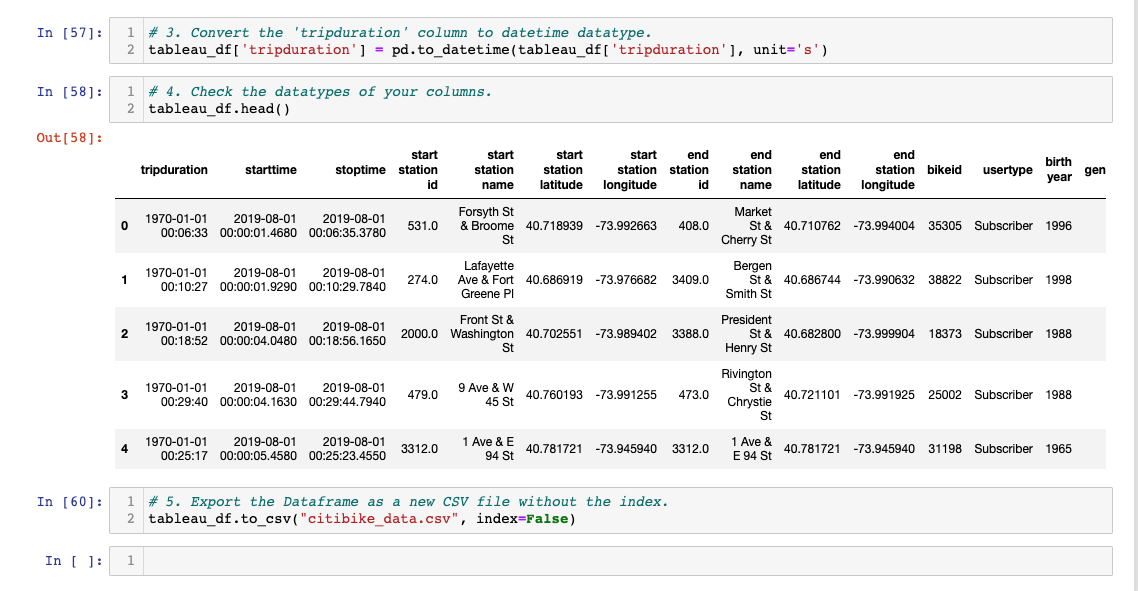 In [57]:
1 # 3. Convert the 'tripduration' column to datetime datatype.
2 tableau_df['tripduration'] = pd.to_datetime(tableau_df['tripduration'], unit='s')
In [58]:
1 # 4. Check the datatypes of your columns.
2 tableau_df.head()
Out[58]:
tripduration starttime stoptime start station id start station name start station latitude start station longitude end station id end station name end station latitude end station longitude bikeid usertype birth year gen
0 1970-01-01 00:06:33 2019-08-01 00:00:01.4680 2019-08-01 00:06:35.3780 531.0 Forsyth St & Broome St 40.718939 -73.992663 408.0 Market St & Cherry St 40.710762 -73.994004 35305 Subscriber 1996
1 1970-01-01 00:10:27 2019-08-01 00:00:01.9290 2019-08-01 00:10:29.7840 274.0 Lafayette Ave & Fort Greene Pl 40.686919 -73.976682 3409.0 Bergen St & Smith St 40.686744 -73.990632 38822 Subscriber 1998
2 1970-01-01 00:18:52 2019-08-01 00:00:04.0480 2019-08-01 00:18:56.1650 2000.0 Front St & Washington St 40.702551 -73.989402 3388.0 President St & Henry St 40.682800 -73.999904 18373 Subscriber 1988
3 1970-01-01 00:29:40 2019-08-01 00:00:04.1630 2019-08-01 00:29:44.7940 479.0 9 Ave & W 45 St 40.760193 -73.991255 473.0 Rivington St & Chrystie St 40.721101 -73.991925 25002 Subscriber 1988
4 1970-01-01 00:25:17 2019-08-01 00:00:05.4580 2019-08-01 00:25:23.4550 3312.0 1 Ave & E 94 St 40.781721 -73.945940 3312.0 1 Ave & E 94 St 40.781721 -73.945940 31198 Subscriber 1965
In [60]:
1 # 5. Export the Dataframe as a new CSV file without the index.
2 tableau_df.to_csv("citibike_data.csv", index=False)
In [ ]:
1